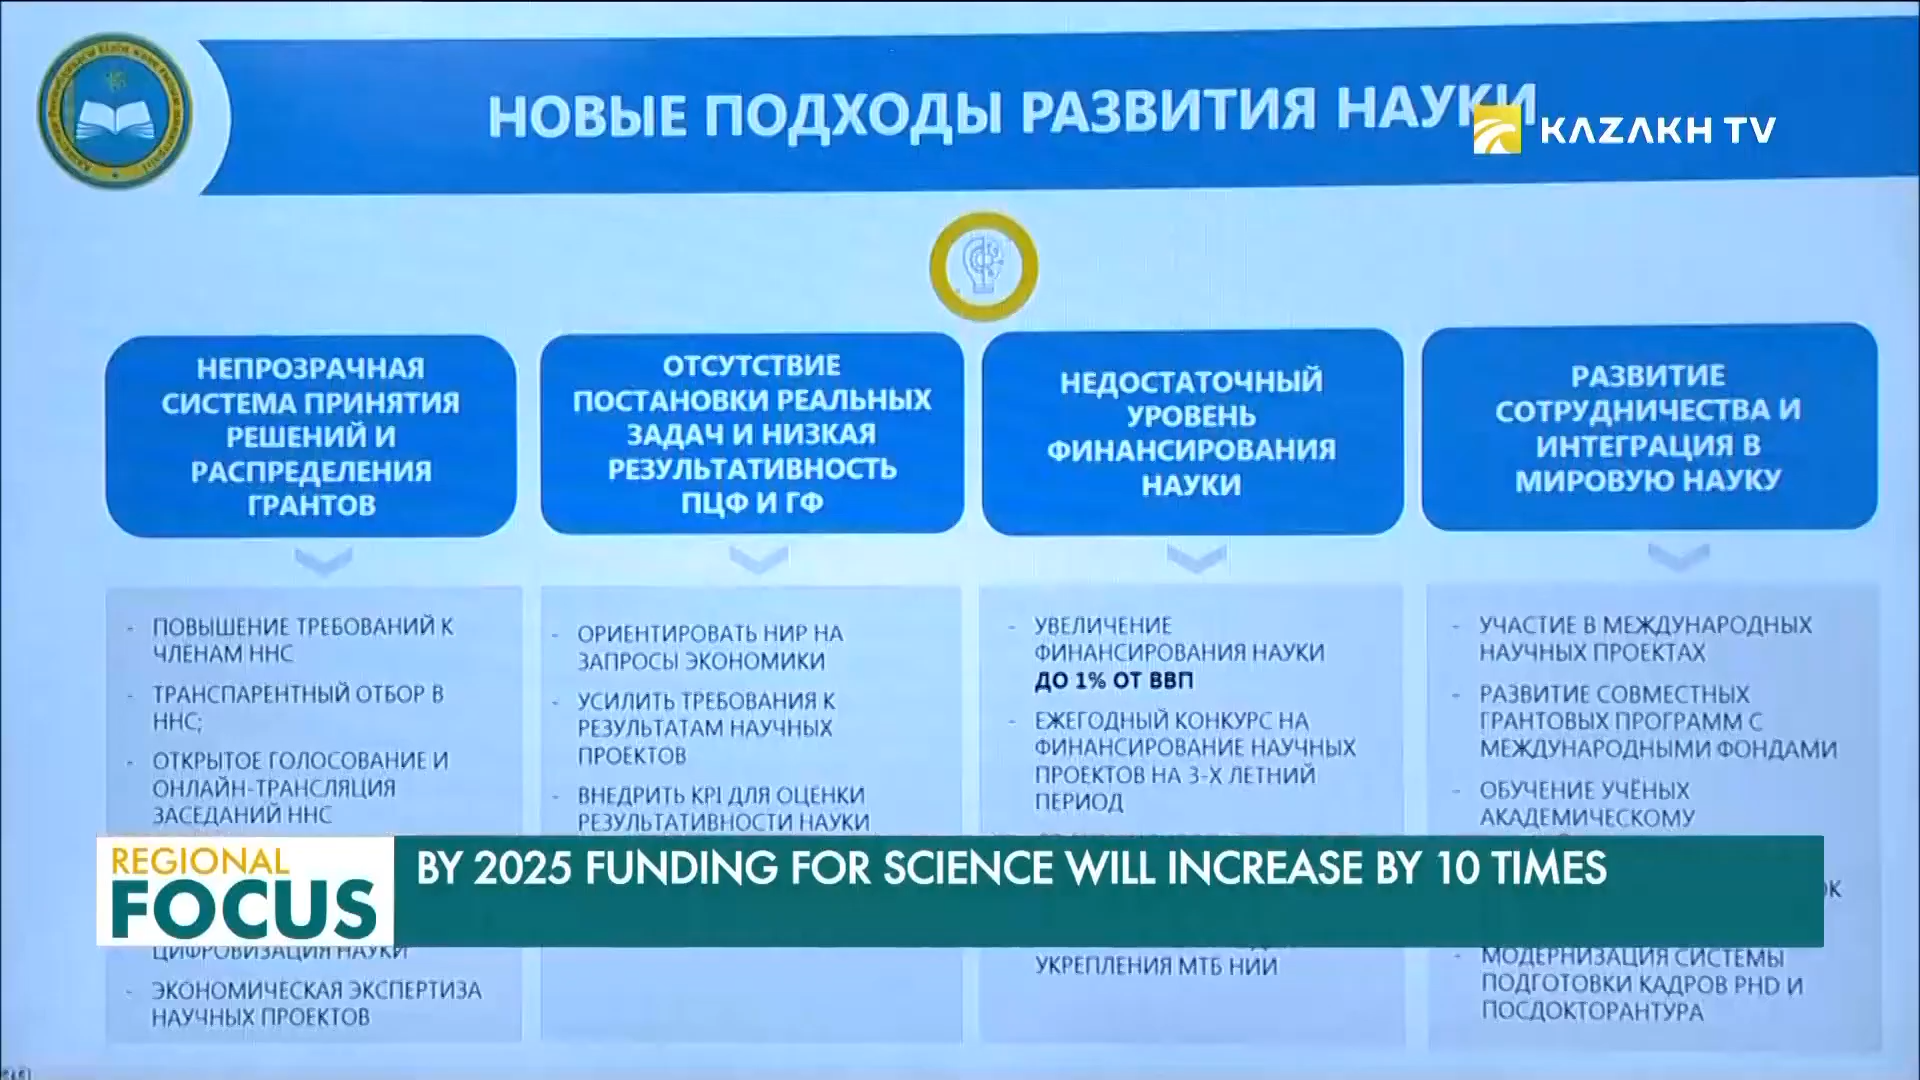 НОВЫЕ ПОДХОДЫ РАЗВИТИЯ НАУКИ
KAZAKH TV
НЕПРОЗРАЧНАЯ
СИСТЕМА ПРИНЯТИЯ
РЕШЕНИЙ И
РАСПРЕДЕЛЕНИЯ
ГРАНТОВ
- ПОВЫШЕНИЕ ТРЕБОВАНИЙ К
ЧЛЕНАМ ННС
- ТРАНСПАРЕНТНЫЙ ОТБОР В
ННС;
- ОТКРЫТОЕ ГОЛОСОВАНИЕ И
ОНЛАЙН-ТРАНСЛЯЦИЯ
ЗАСЕДАНИЙ ННС
ЦИФРОВИЗАЦИЯ НАУКИ
- ЭКОНОМИЧЕСКАЯ ЭКСПЕРТИЗА
НАУЧНЫХ ПРОЕКТОВ
ОТСУТСТВИЕ
ПОСТАНОВКИ РЕАЛЬНЫХ
ЗАДАЧ И НИЗКАЯ
РЕЗУЛЬТАТИВНОСТЬ
ПЦФ И ГФ
- ОРИЕНТИРОВАТЬ НИР НА
ЗАПРОСЫ ЭКОНОМИКИ
- УСИЛИТЬ ТРЕБОВАНИЯ К
РЕЗУЛЬТАТАМ НАУЧНЫХ
ПРОЕКТОВ
- ВНЕДРИТЬ KPI ДЛЯ ОЦЕНКИ
РЕЗУЛЬТАТИВНОСТИ НАУКИ
НЕДОСТАТОЧНЫЙ
УРОВЕНЬ
ФИНАНСИРОВАНИЯ
НАУКИ
- УВЕЛИЧЕНИЕ
ФИНАНСИРОВАНИЯ НАУКИ
ДО 1% ОТ ВВП
- ЕЖЕГОДНЫЙ КОНКУРС НА
ФИНАНСИРОВАНИЕ НАУЧНЫХ
ПРОЕКТОВ НА 3-Х ЛЕТНИЙ
ПЕРИОД
УКРЕПЛЕНИЯ МТБ НИИ
РАЗВИТИЕ
СОТРУДНИЧЕСТВА И
ИНТЕГРАЦИЯ В
МИРОВУЮ НАУКУ
- УЧАСТИЕ В МЕЖДУНАРОДНЫХ
НАУЧНЫХ ПРОЕКТАХ
- РАЗВИТИЕ СОВМЕСТНЫХ
ГРАНТОВЫХ ПРОГРАММ С
МЕЖДУНАРОДНЫМИ ФОНДАМИ
- ОБУЧЕНИЕ УЧЁНЫХ
АКАДЕМИЧЕСКОМУ
- МОДЕРНИЗАЦИЯ СИСТЕМЫ
ПОДГОТОВКИ КАДРОВ PHD И
ПОСДОКТОРАНТУРА
REGIONAL
FOCUS
BY 2025 FUNDING FOR SCIENCE WILL INCREASE BY 10 TIMES